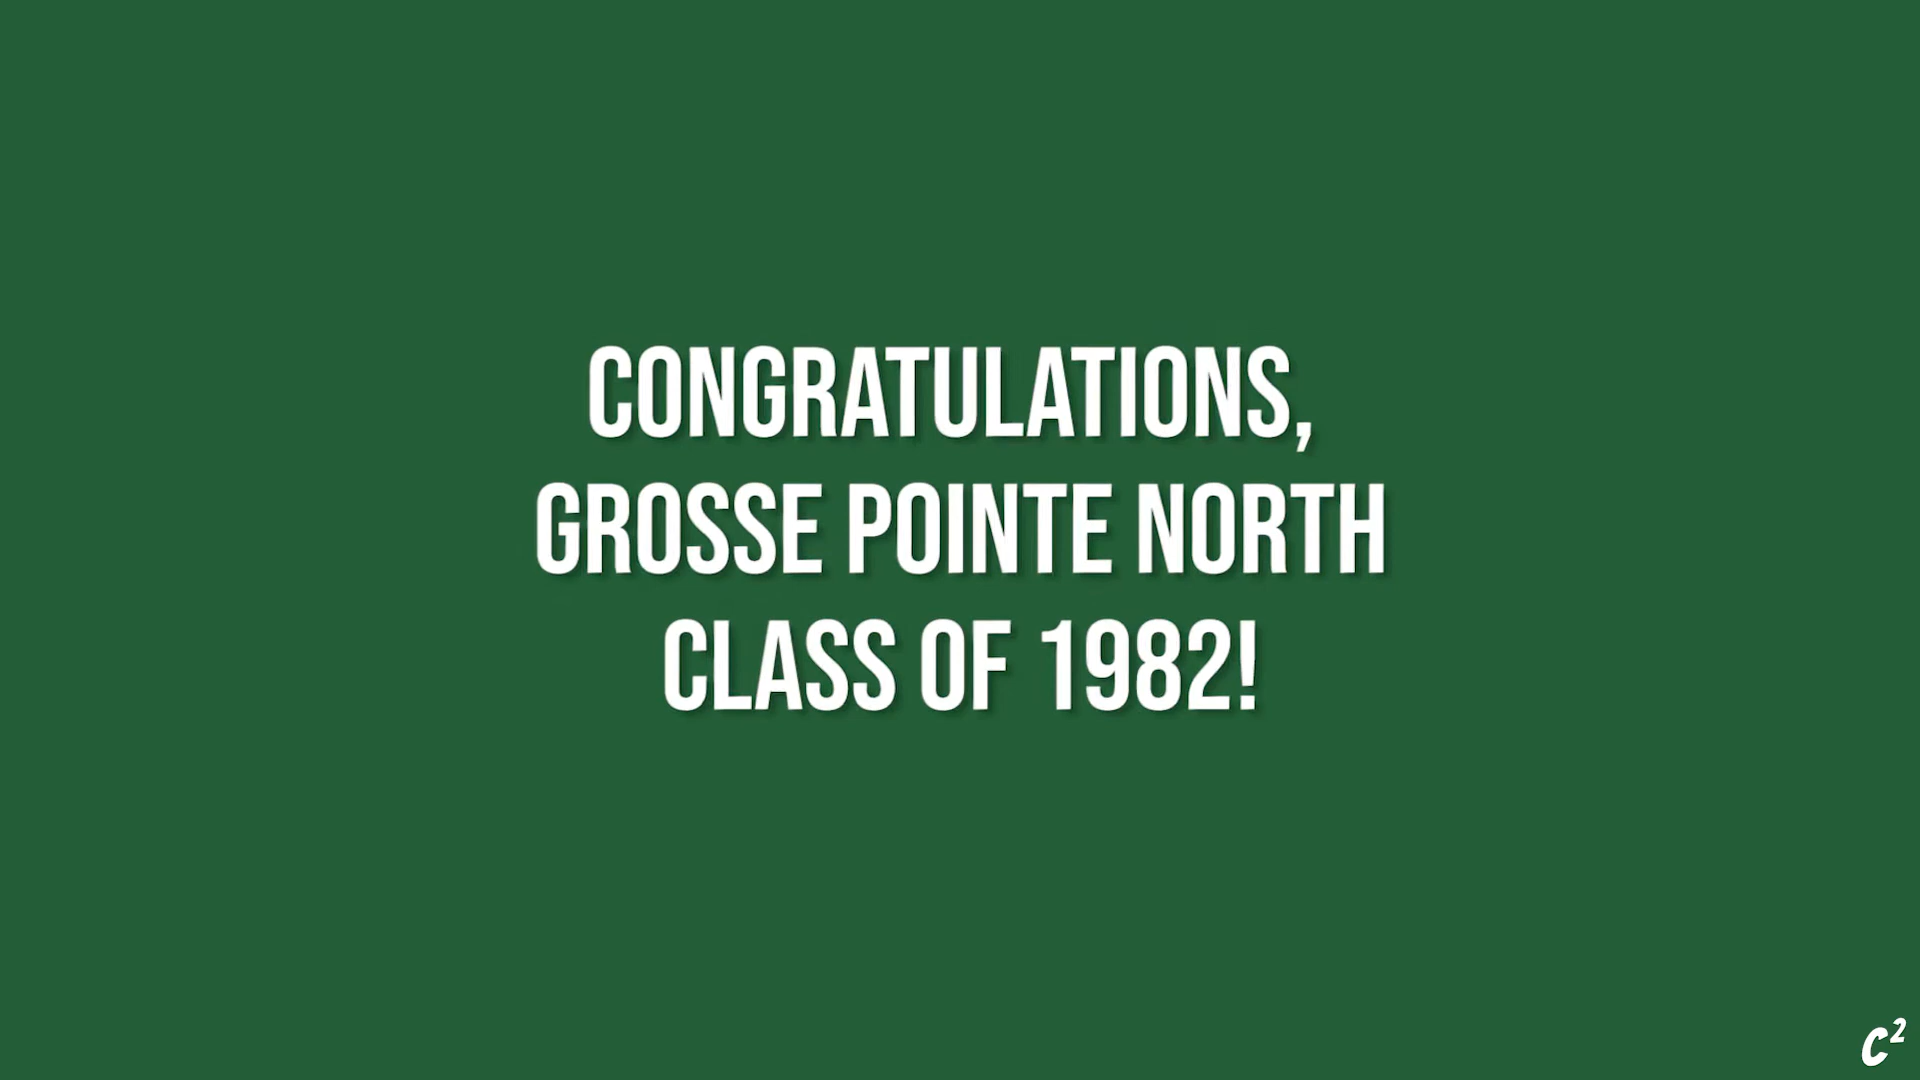 CONGRATULATIONS,
GROSSE POINTE NORTH
CLASS OF 1982!
C²